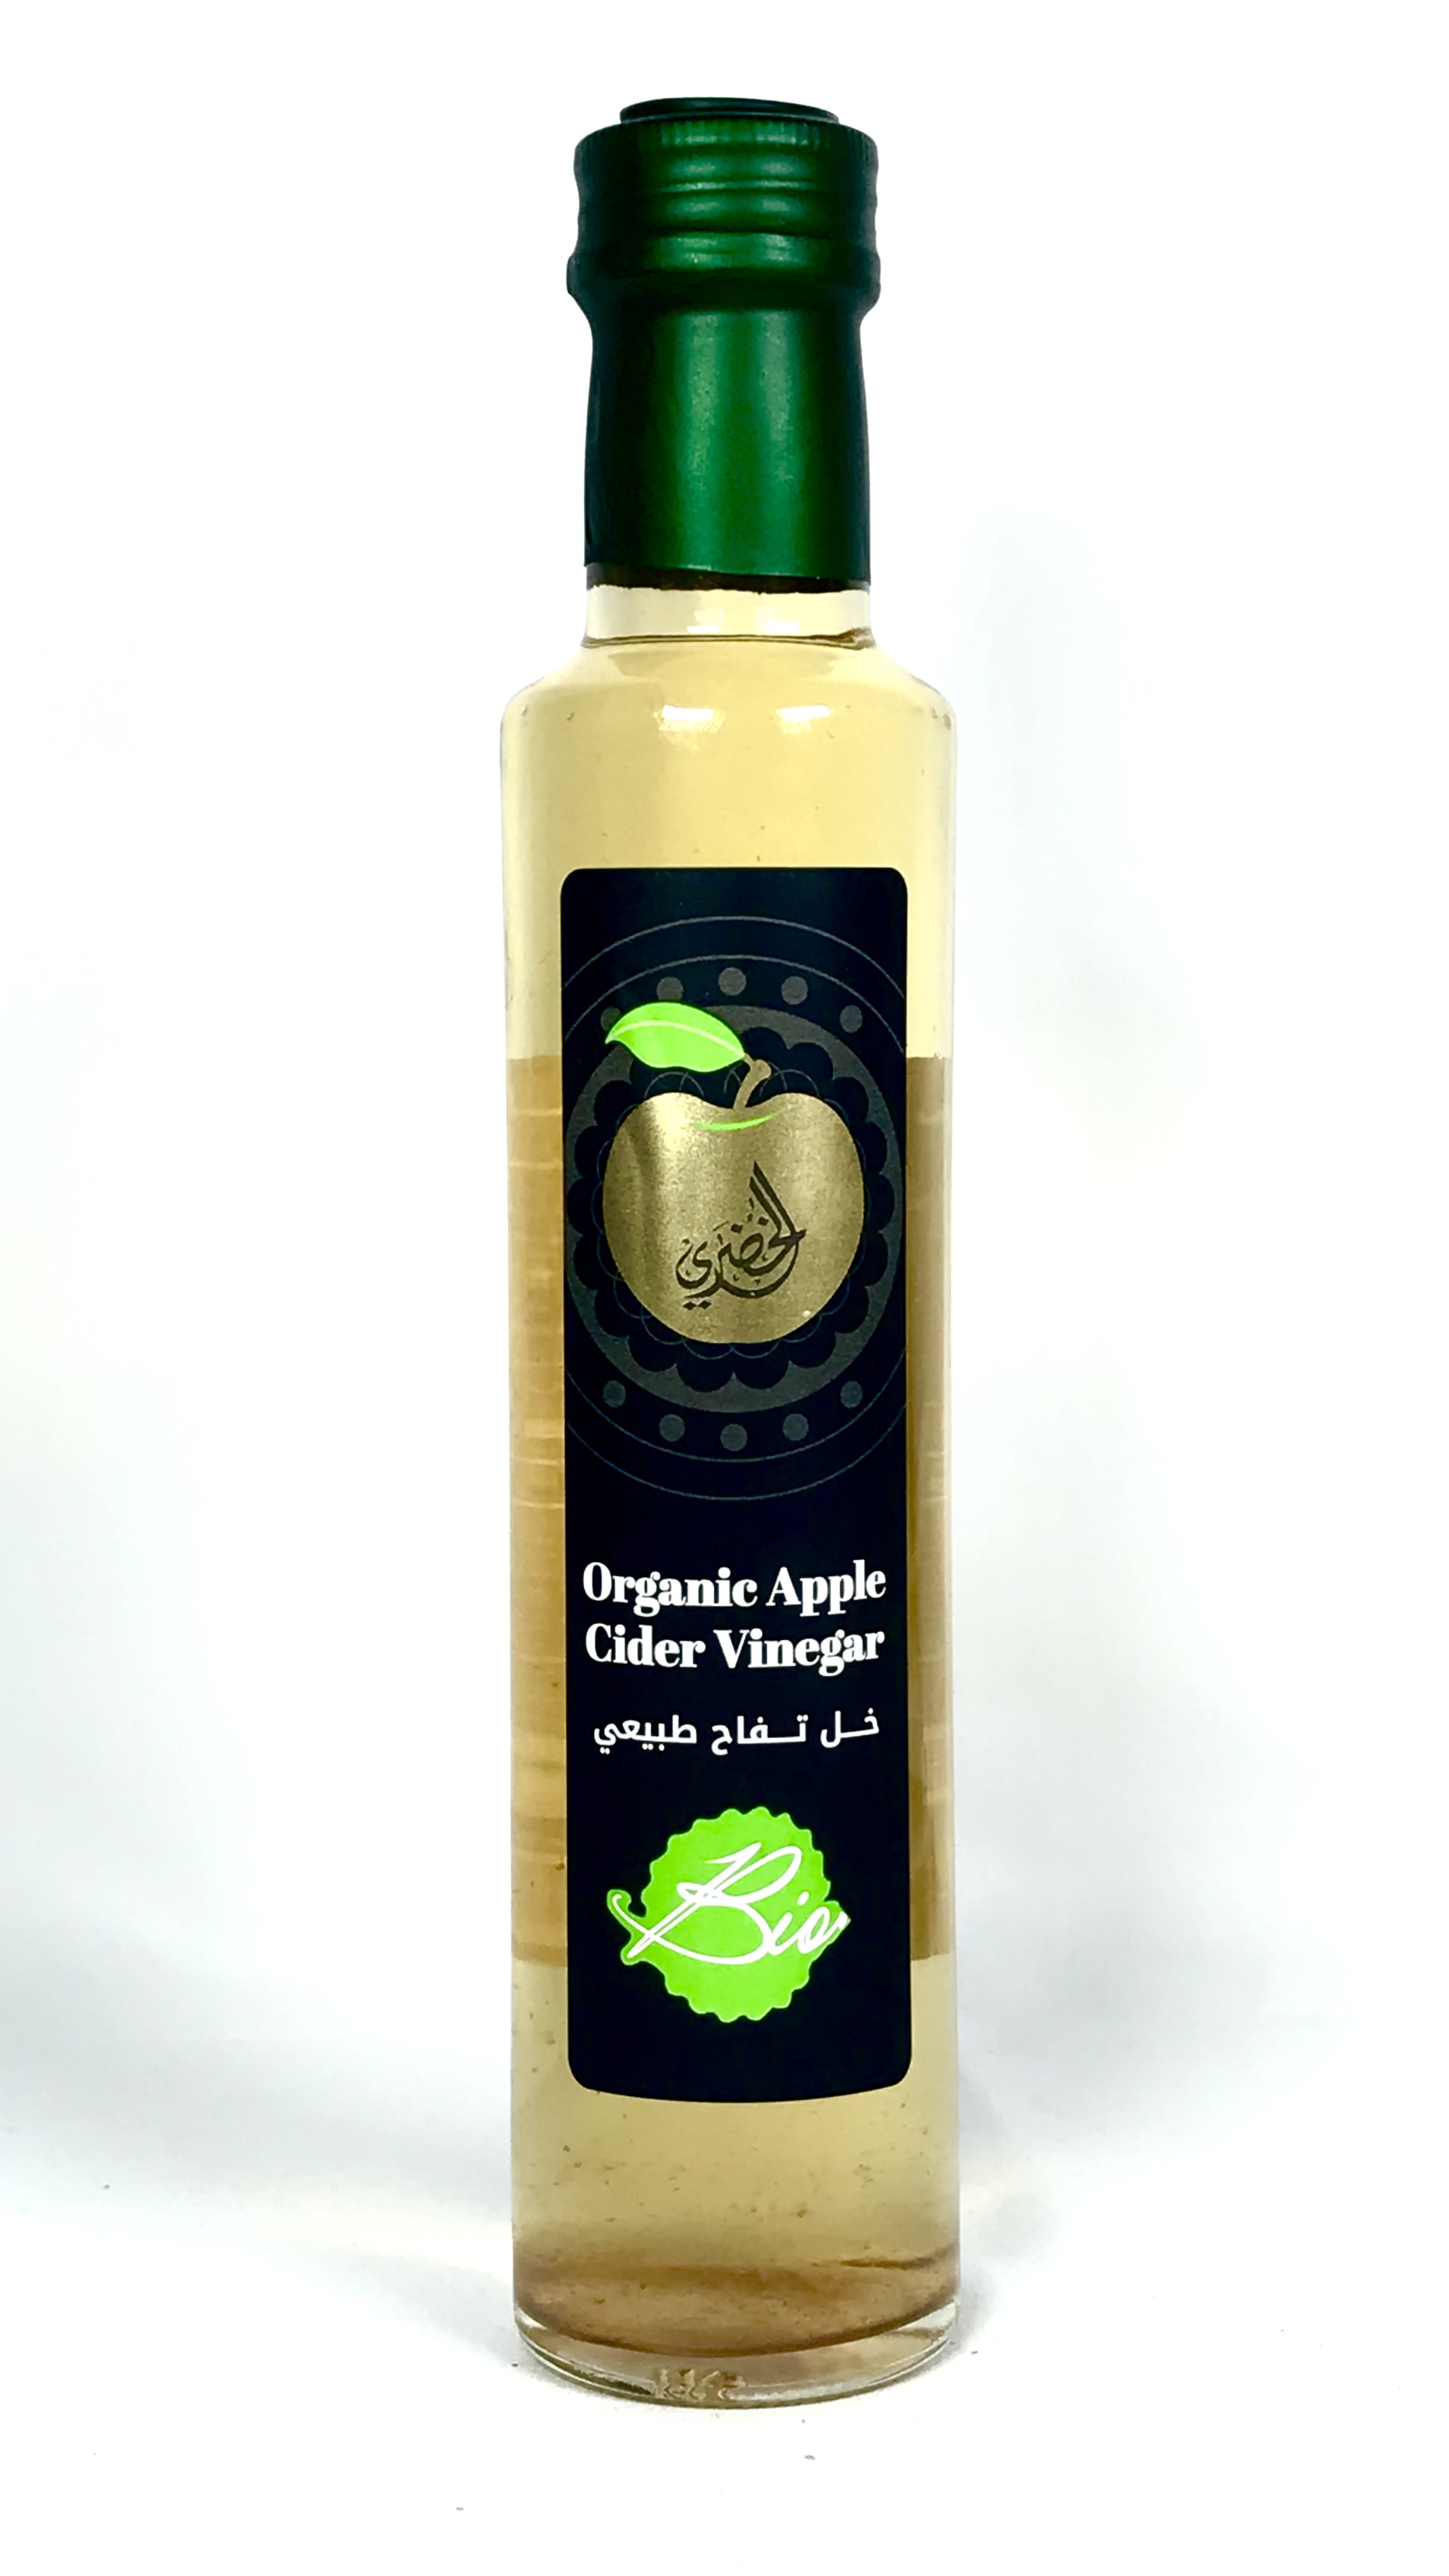 الخضري
Organic Apple
Cider Vinegar
خل تفاح طبيعي
Bio